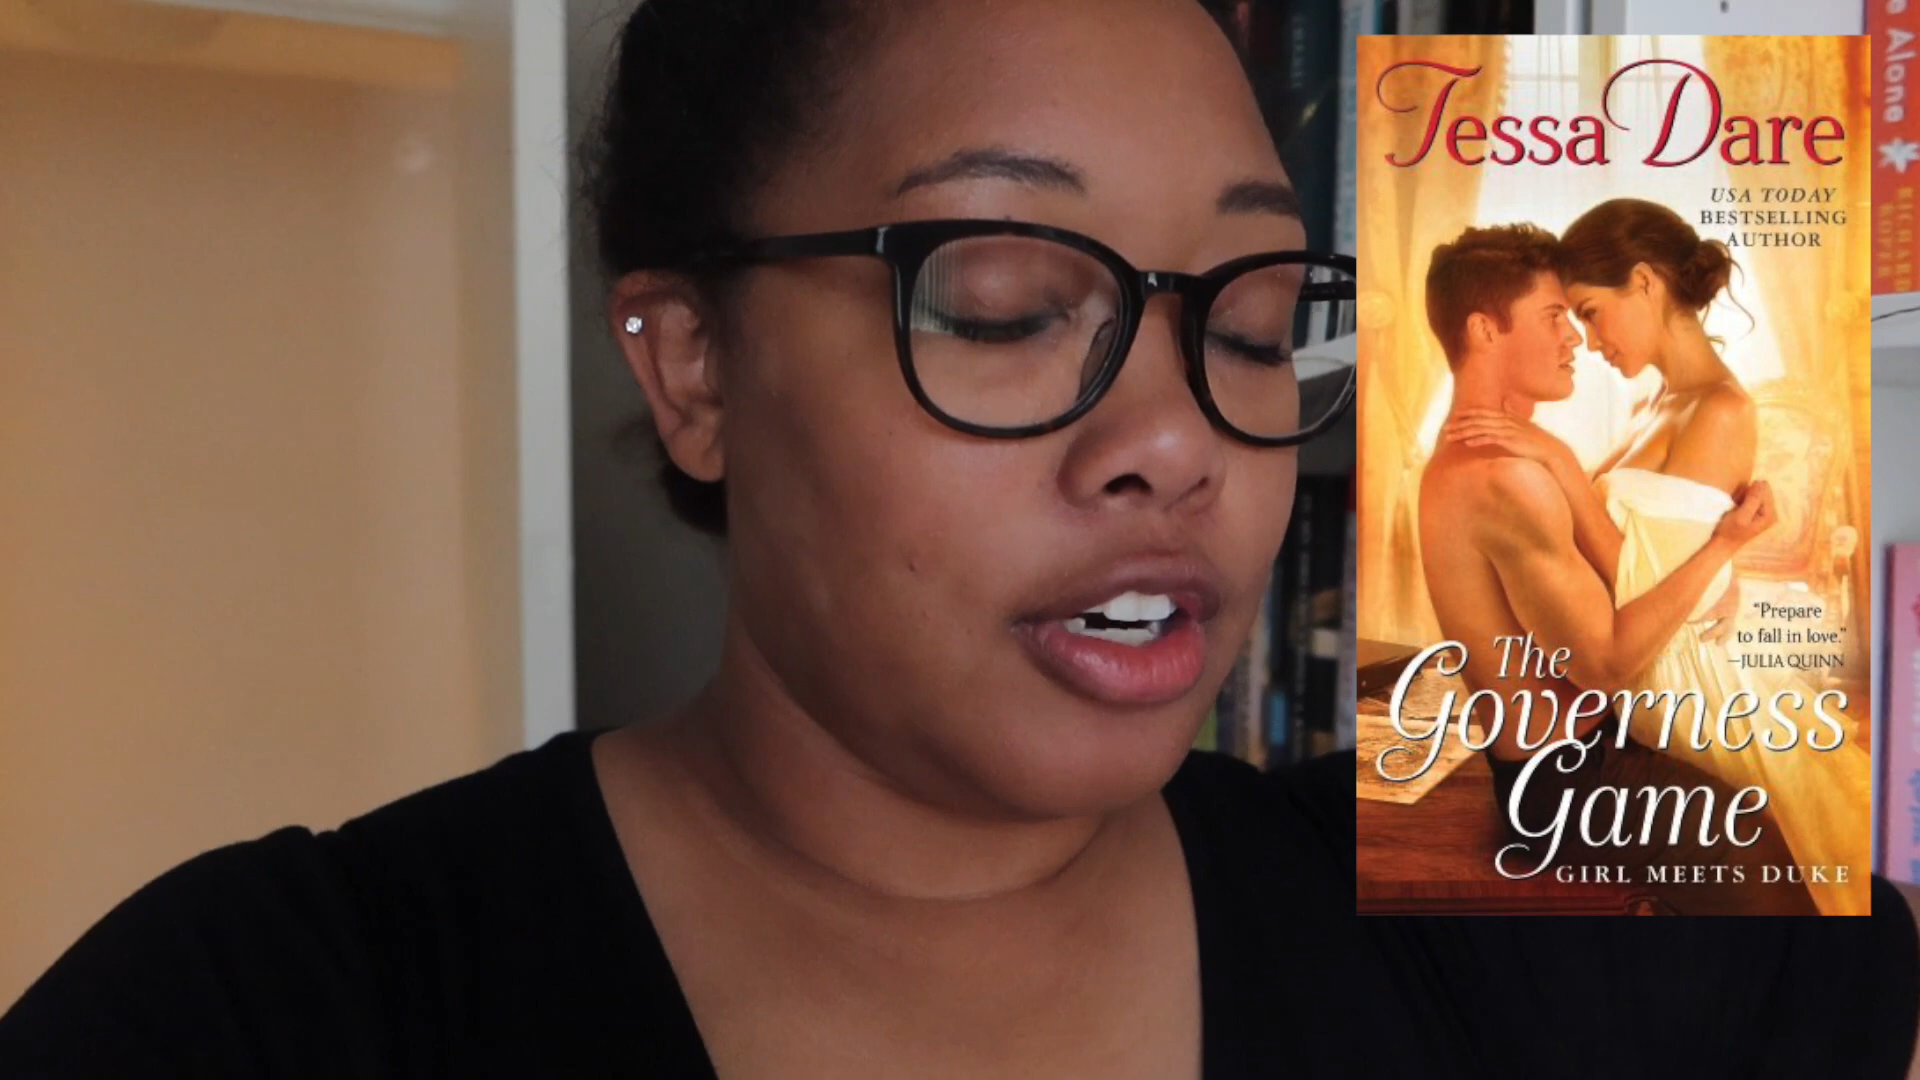 Tessa Dare
USA TODAY
BESTSELLING
AUTHOR
"Prepare
to fall in love."
—JULIA QUINN
The
Governess
Game
GIRL MEETS DUKE
Alone